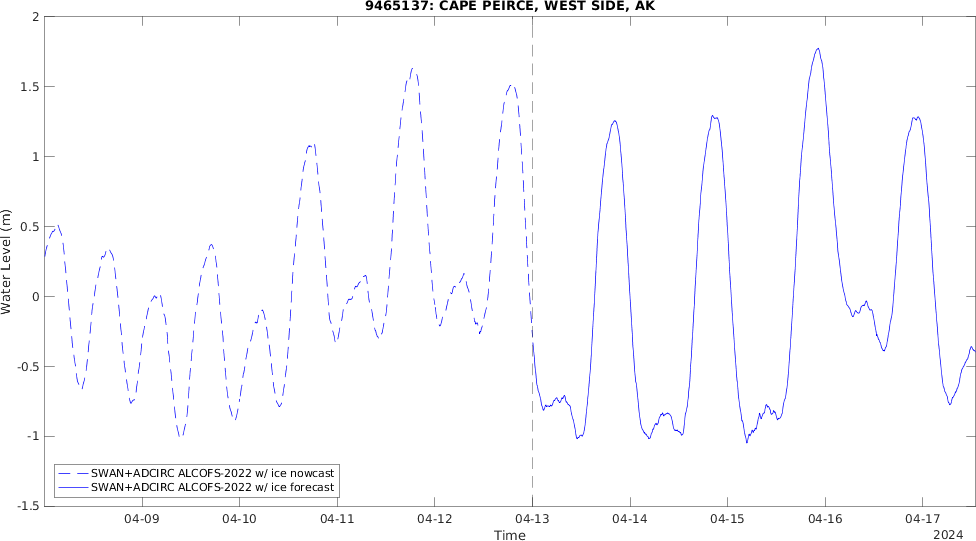 9465137: CAPE PEIRCE, WEST SIDE, AK
2
1.5
1
0.5
0
-0.5
-1
-1.5
Water Level (m)
SWAN+ADCIRC ALCOFS-2022 w/ ice nowcast
SWAN+ADCIRC ALCOFS-2022 w/ ice forecast
04-09 04-10 04-11 04-12 04-13 04-14 04-15 04-16 04-17
Time
2024